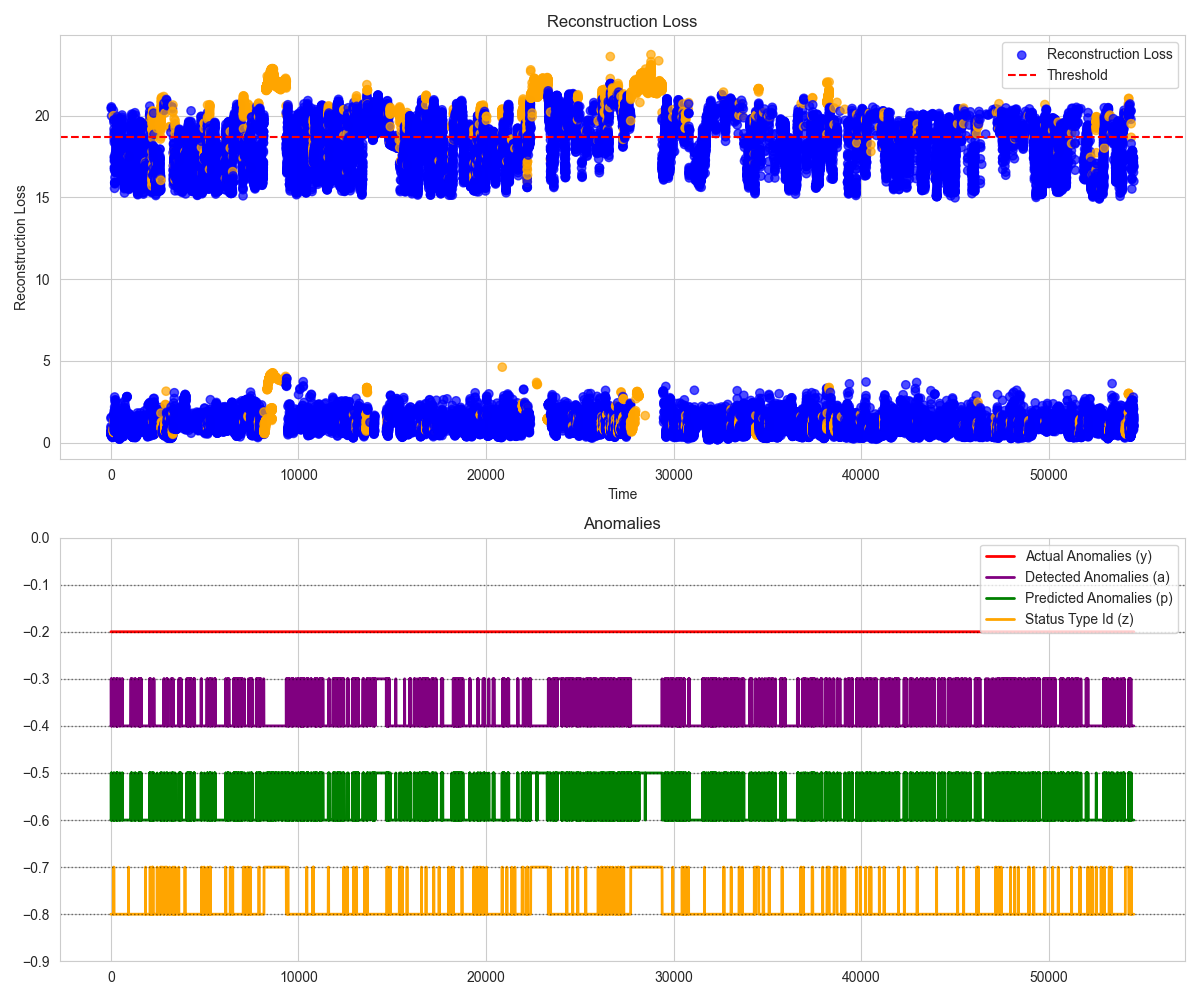 Reconstruction Loss
Reconstruction Loss
Threshold
Reconstruction Loss
20
15
10
5
0
0 10000 20000 30000 40000 50000
Time
Anomalies
Actual Anomalies (y)
Detected Anomalies (a)
Predicted Anomalies (p)
Status Type Id (z)
0.0
−0.1
−0.2
−0.3
−0.4
−0.5
−0.6
−0.7
−0.8
−0.9
0 10000 20000 30000 40000 50000